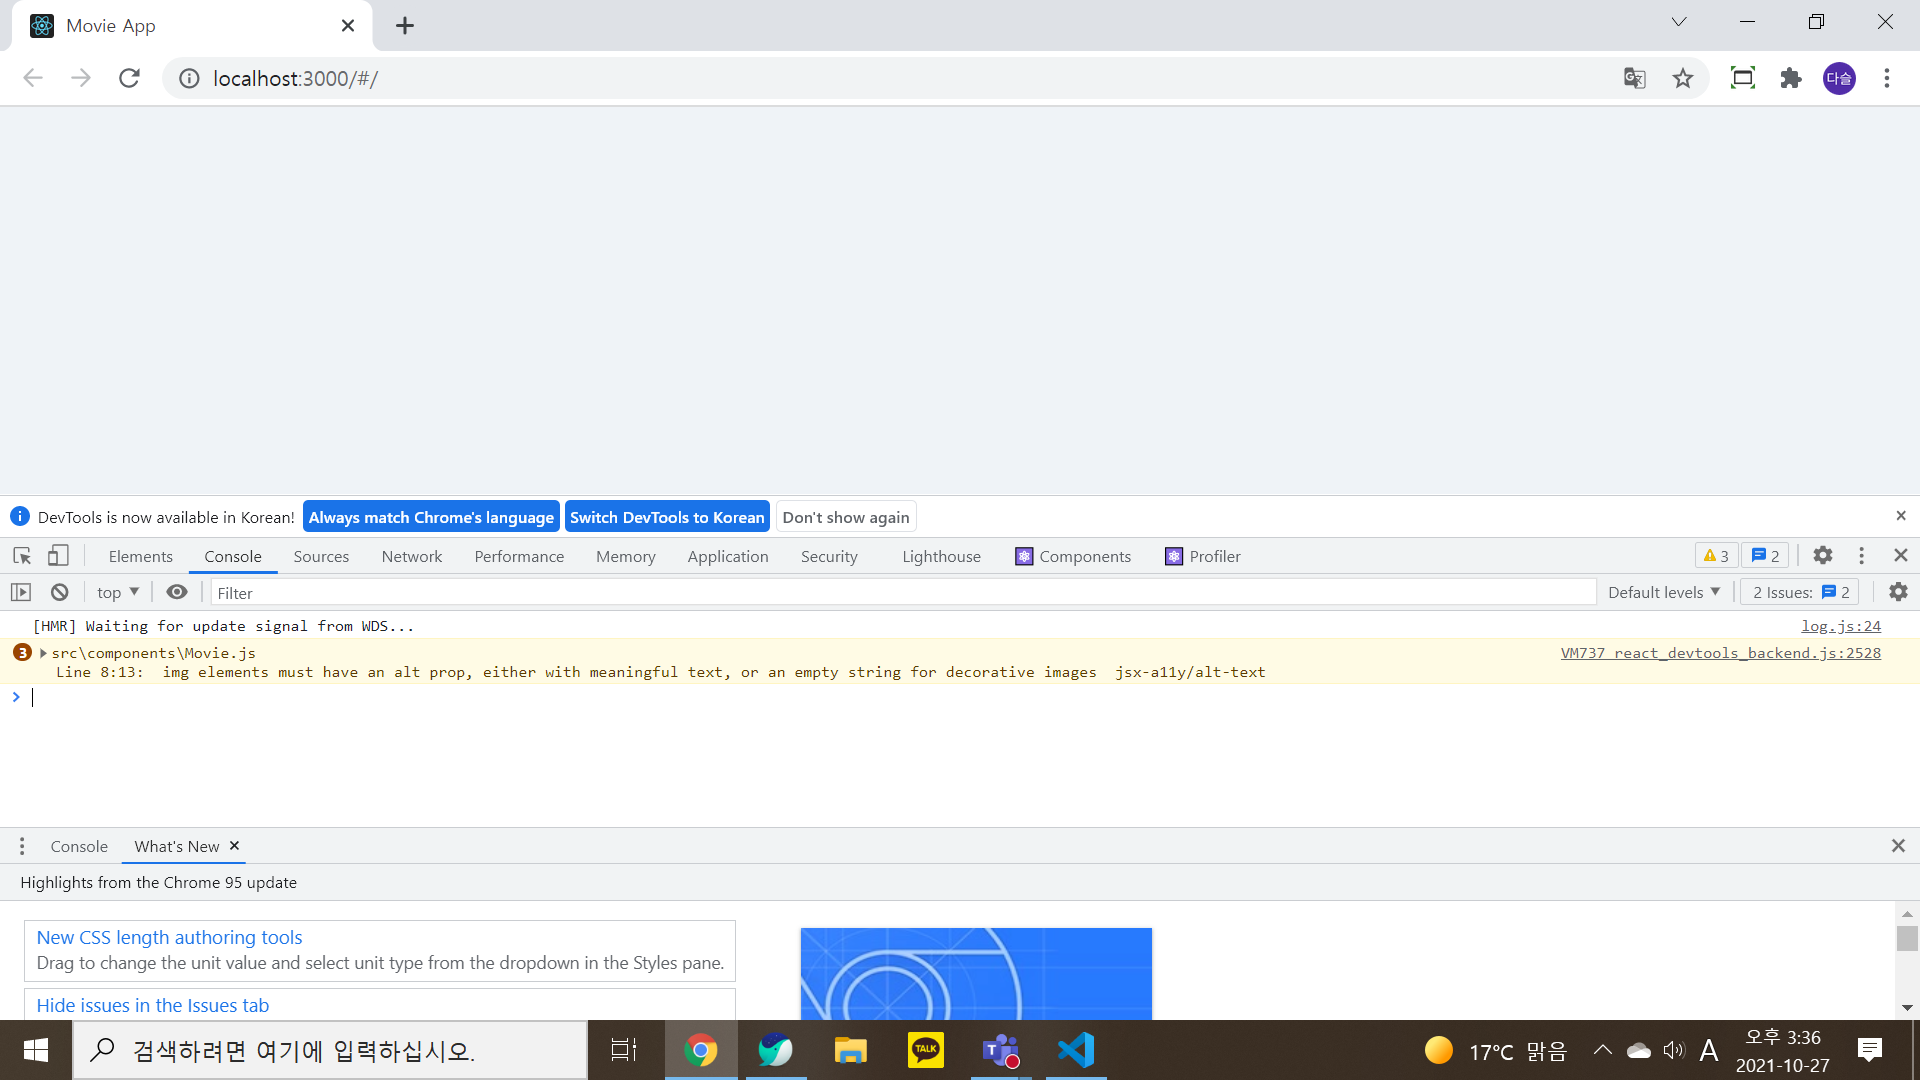 Movie App
localhost:3000/#/
다슬
DevTools is now available in Korean! Always match Chrome's language Switch DevTools to Korean Don't show again
Elements Console Sources Network Performance Memory Application Security Lighthouse Components Profiler 3 2
top Filter Default levels 2 Issues: 2
[HMR] Waiting for update signal from WDS... log.js:24
3 src\components\Movie.js VM737 react_devtools_backend.js:2528
Line 8:13: img elements must have an alt prop, either with meaningful text, or an empty string for decorative images jsx-a11y/alt-text
Console What's New
Highlights from the Chrome 95 update
New CSS length authoring tools
Drag to change the unit value and select unit type from the dropdown in the Styles pane.
Hide issues in the Issues tab
검색하려면 여기에 입력하십시오.
TALK
T
17°C 맑음
A
오후 3:36
2021-10-27